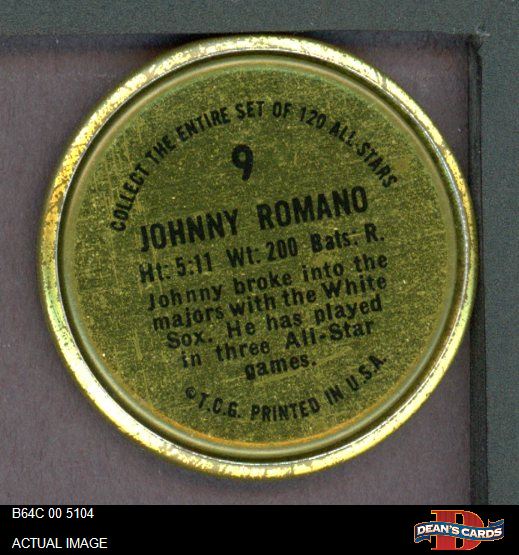 COLLECT THE ENTIRE SET OF 120 ALL-STARS
9
JOHNNY ROMANO
Ht: 5:11 Wt: 200 Bats: R.
Johnny broke into the
majors with the White
Sox. He has played
in three All-Star
games.
©T.C.G. PRINTED IN U.S.A.
B64C 00 5104
ACTUAL IMAGE
DEAN'S CARDS